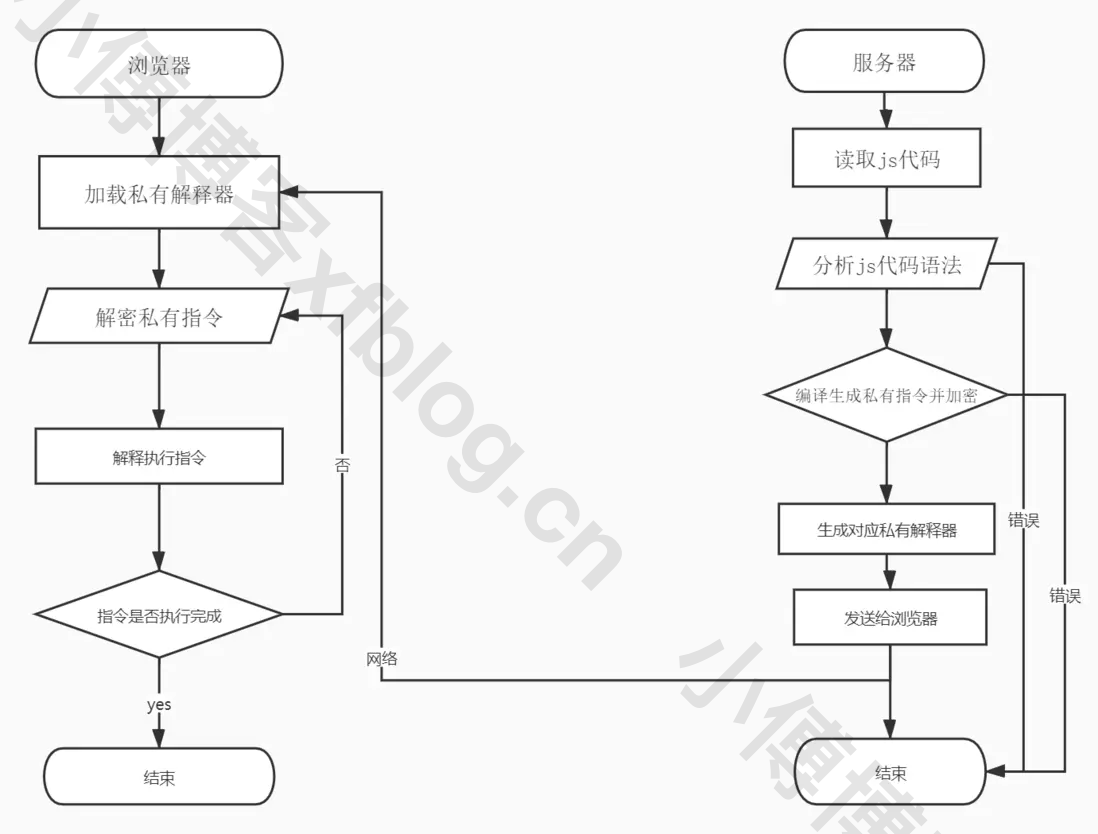 浏览器
加载私有解释器
解密私有指令
解释执行指令
否
指令是否执行完成
网络
yes
结束
服务器
读取js代码
分析js代码语法
编译生成私有指令并加密
生成对应私有解释器
错误
发送给浏览器
错误
结束
小傅博客xfblog.cn
小傅博